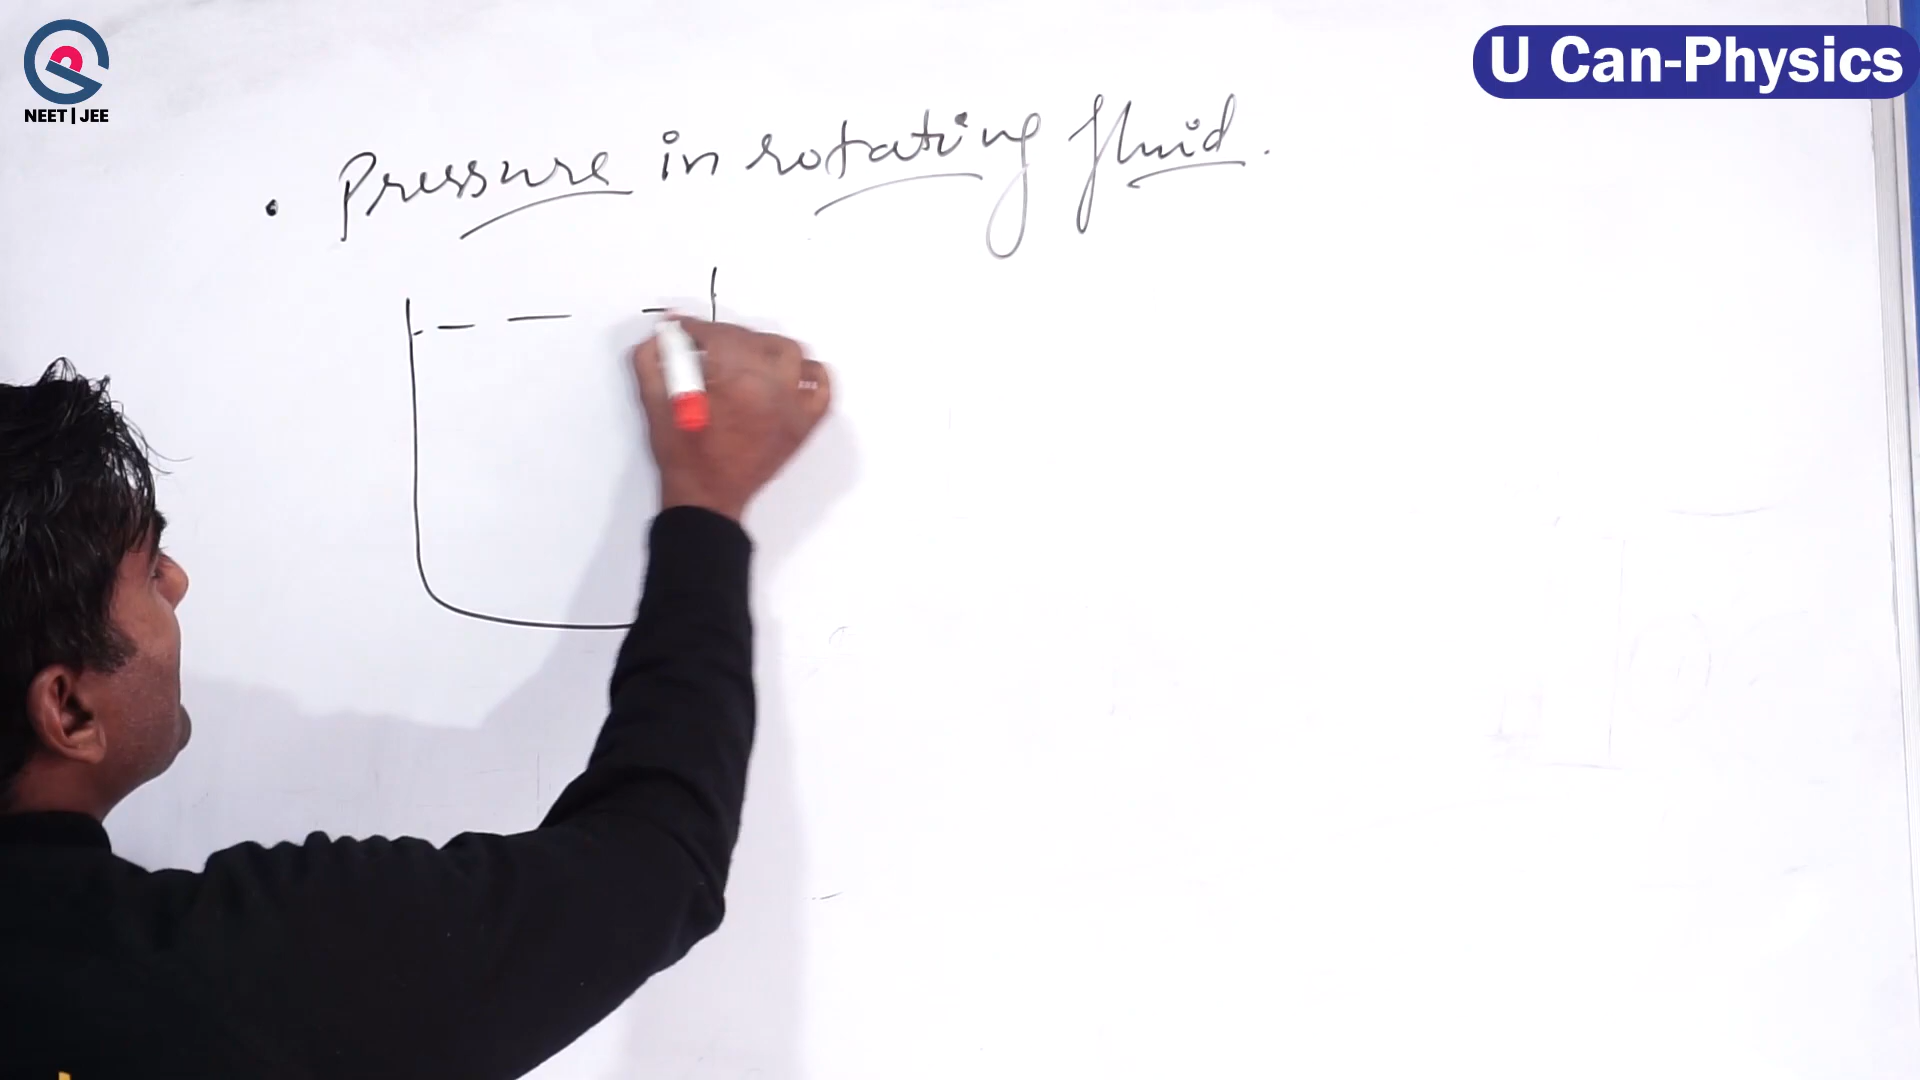 NEET|JEE
U Can-Physics
. Pressure in rotating fluid.